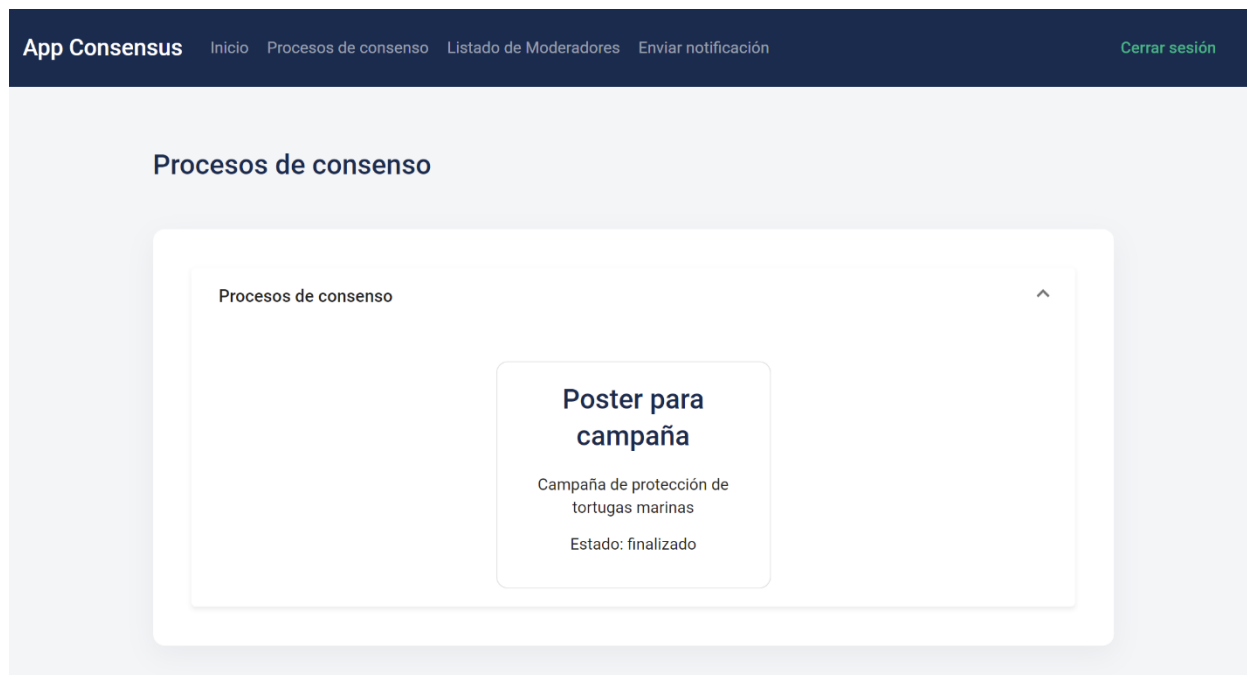 App Consensus Inicio Procesos de consenso Listado de Moderadores Enviar notificación Cerrar sesión
Procesos de consenso
Procesos de consenso
Poster para
campaña
Campaña de protección de
tortugas marinas
Estado: finalizado